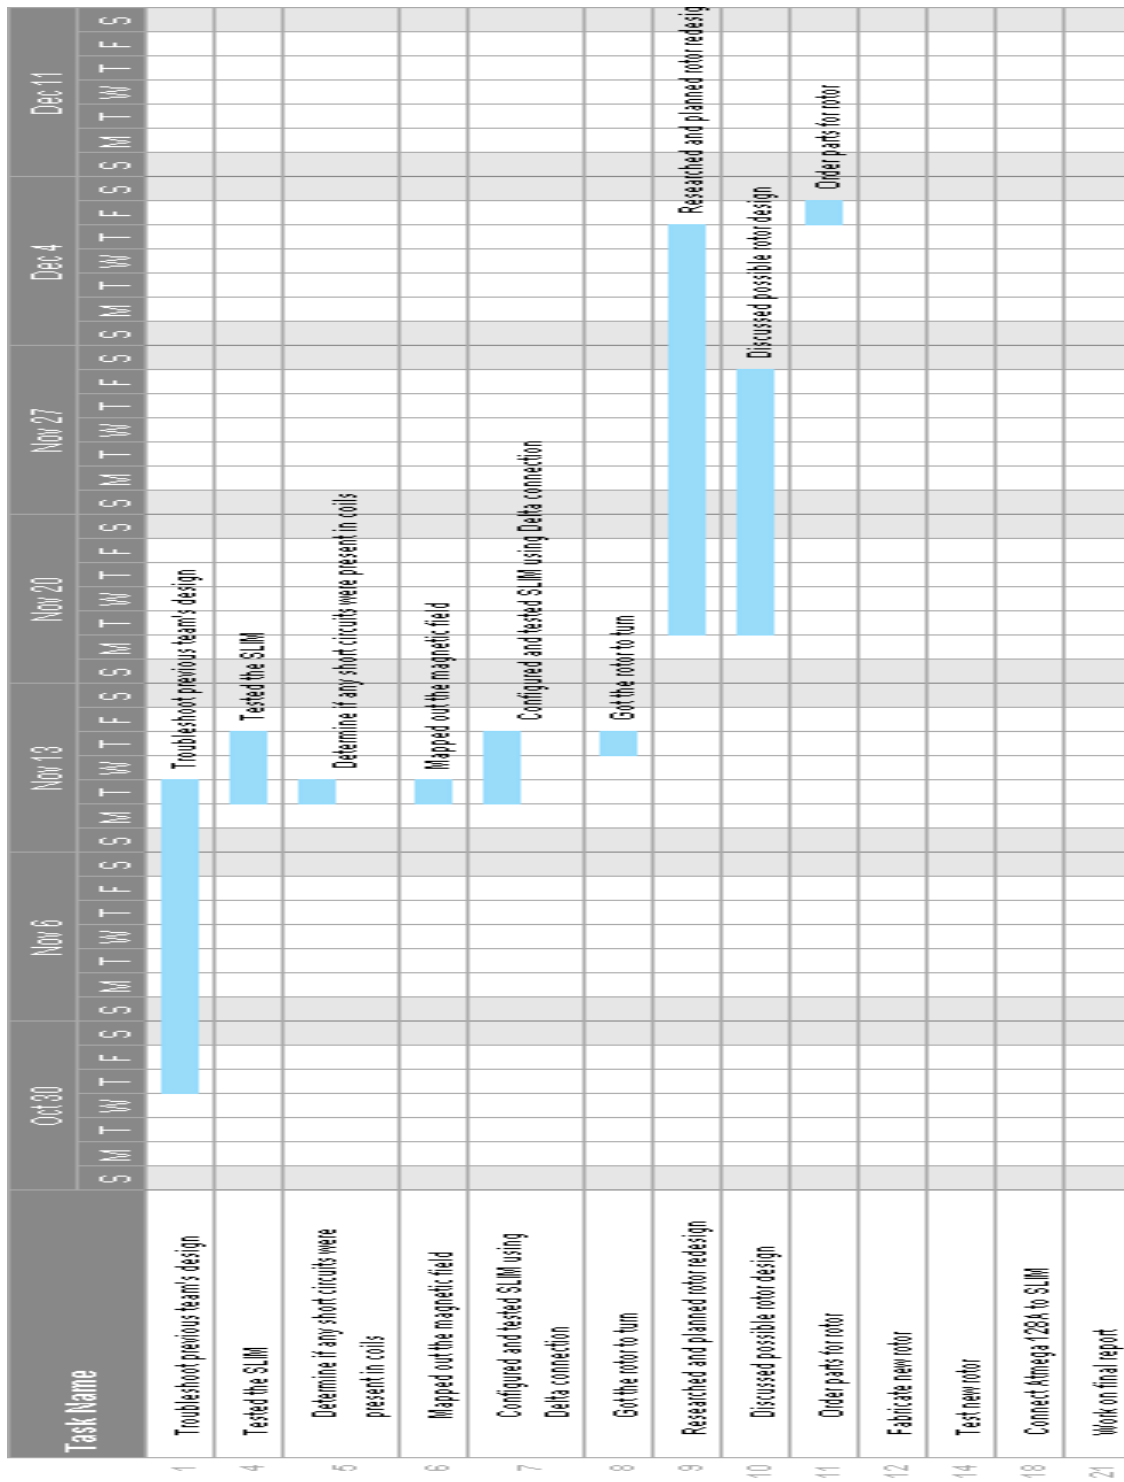 Task Name
Oct 30
Nov 6
Nov 13
Nov 20
Nov 27
Dec 4
Dec 11
S M T W T F S S M T W T F S S M T W T F S S M T W T F S S M T W T F S S M T W T F S S M T W T F S
1 Troubleshoot previous team's design
Troubleshoot previous team's design
4 Tested the SLIM
Tested the SLIM
5 Determine if any short circuits were
present in coils
Determine if any short circuits were present in coils
6 Mapped out the magnetic field
Mapped out the magnetic field
7 Configured and tested SLIM using
Delta connection
Configured and tested SLIM using Delta connection
8 Got the rotor to turn
Got the rotor to turn
9 Researched and planned rotor redesign
Researched and planned rotor redesig
10 Discussed possible rotor design
Discussed possible rotor design
11 Order parts for rotor
Order parts for rotor
12 Fabricate new rotor
14 Test new rotor
18 Connect Atmega 128A to SLIM
21 Work on final report